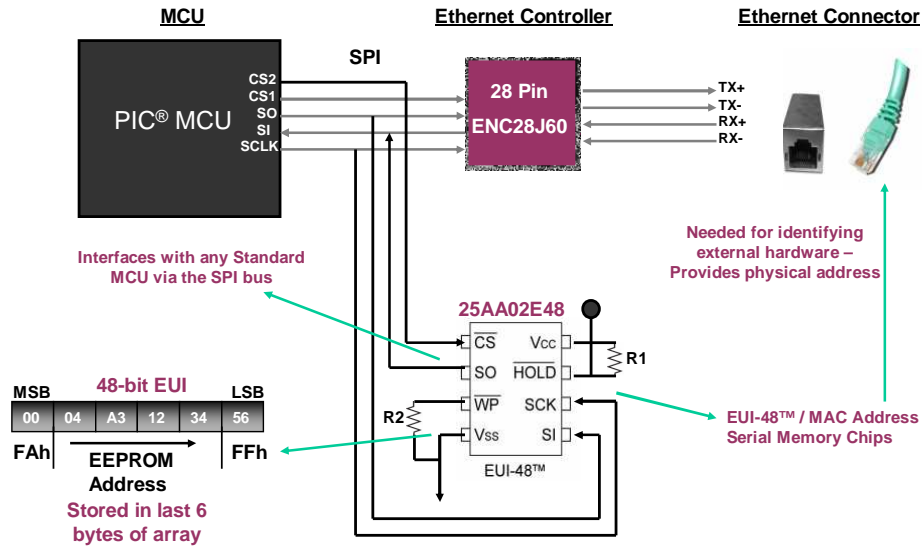 MCU
Ethernet Controller
Ethernet Connector
SPI
CS2
CS1
SO
SI
SCLK
PIC® MCU
28 Pin
ENC28J60
TX+
TX-
RX+
RX-
Interfaces with any Standard
MCU via the SPI bus
Needed for identifying
external hardware –
Provides physical address
25AA02E48
CS
SO
WP
Vss
Vcc
HOLD
SCK
SI
R1
R2
EUI-48™
EUI-48™ / MAC Address
Serial Memory Chips
MSB
48-bit EUI
LSB
00 04 A3 12 34 56
FAh
EEPROM
Address
FFh
Stored in last 6
bytes of array